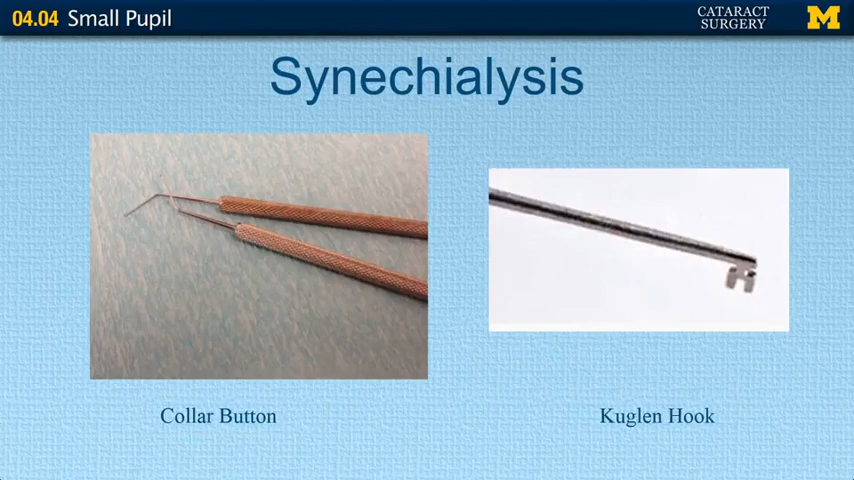 04.04 Small Pupil
CATARACT
SURGERY
M
Synechialysis
Collar Button
Kuglen Hook